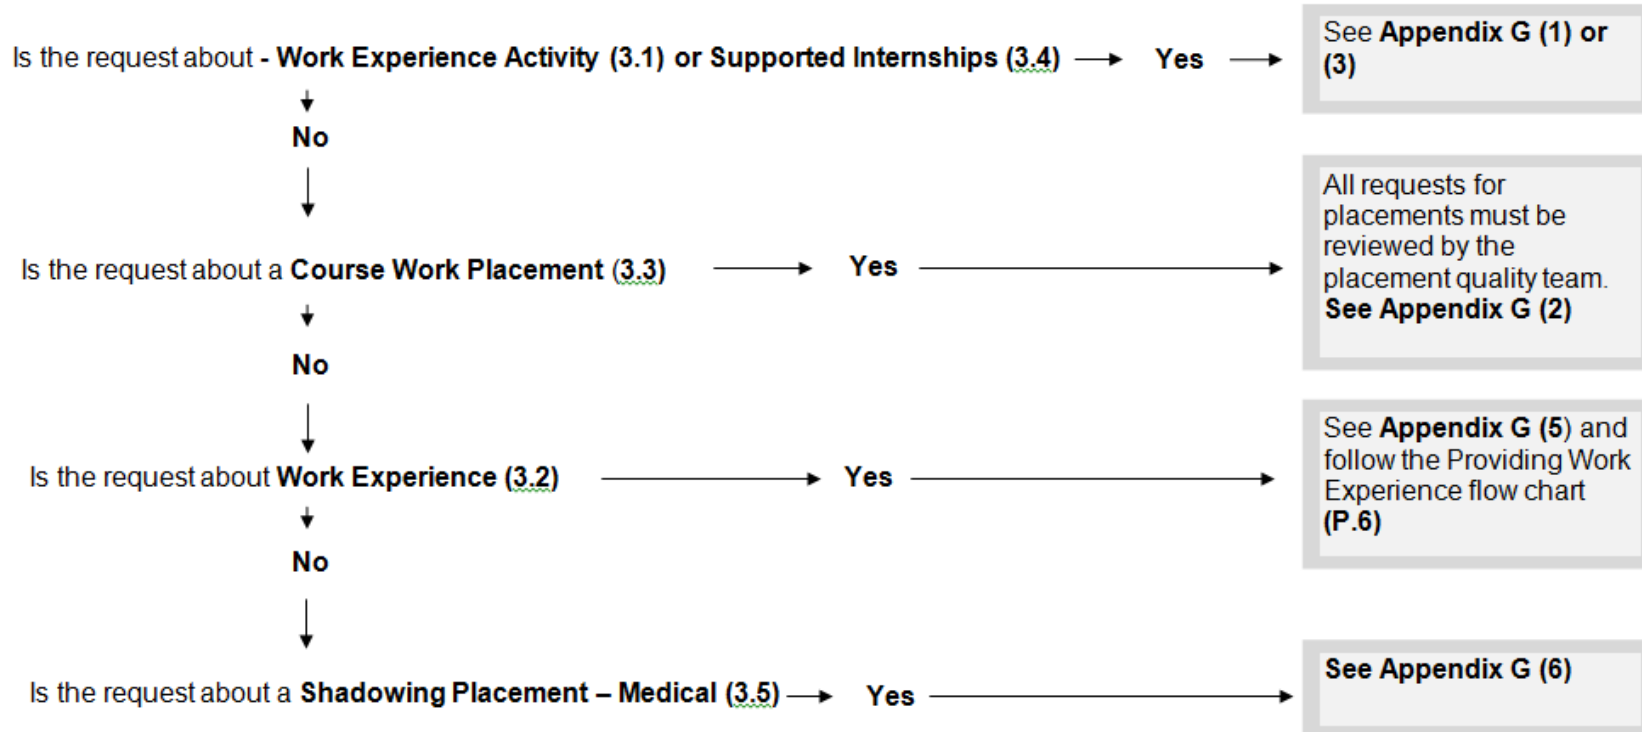 Is the request about - Work Experience Activity (3.1) or Supported Internships (3.4)
Yes
See Appendix G (1) or
(3)
No
Is the request about a Course Work Placement (3.3)
Yes
All requests for
placements must be
reviewed by the
placement quality team.
See Appendix G (2)
No
Is the request about Work Experience (3.2)
Yes
See Appendix G (5) and
follow the Providing Work
Experience flow chart
(P.6)
No
Is the request about a Shadowing Placement – Medical (3.5)
Yes
See Appendix G (6)